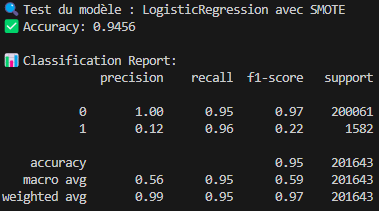 🔍 Test du modèle : LogisticRegression avec SMOTE
✅ Accuracy: 0.9456
📊 Classification Report:
precision recall f1-score support
0 1.00 0.95 0.97 200061
1 0.12 0.96 0.22 1582
accuracy 0.95 201643
macro avg 0.56 0.95 0.59 201643
weighted avg 0.99 0.95 0.97 201643